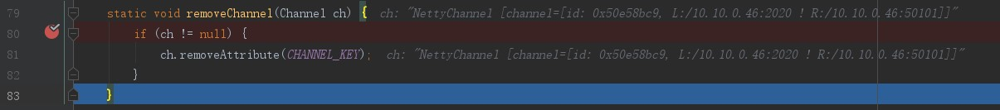 79 static void removeChannel(Channel ch) { ch: "NettyChannel [channel=[id: 0x50e58bc9, L:/10.10.0.46:2020 ! R:/10.10.0.46:50101]]"
80 if (ch != null) {
81 ch.removeAttribute(CHANNEL_KEY); ch: "NettyChannel [channel=[id: 0x50e58bc9, L:/10.10.0.46:2020 ! R:/10.10.0.46:50101]]"
82 }
83 }